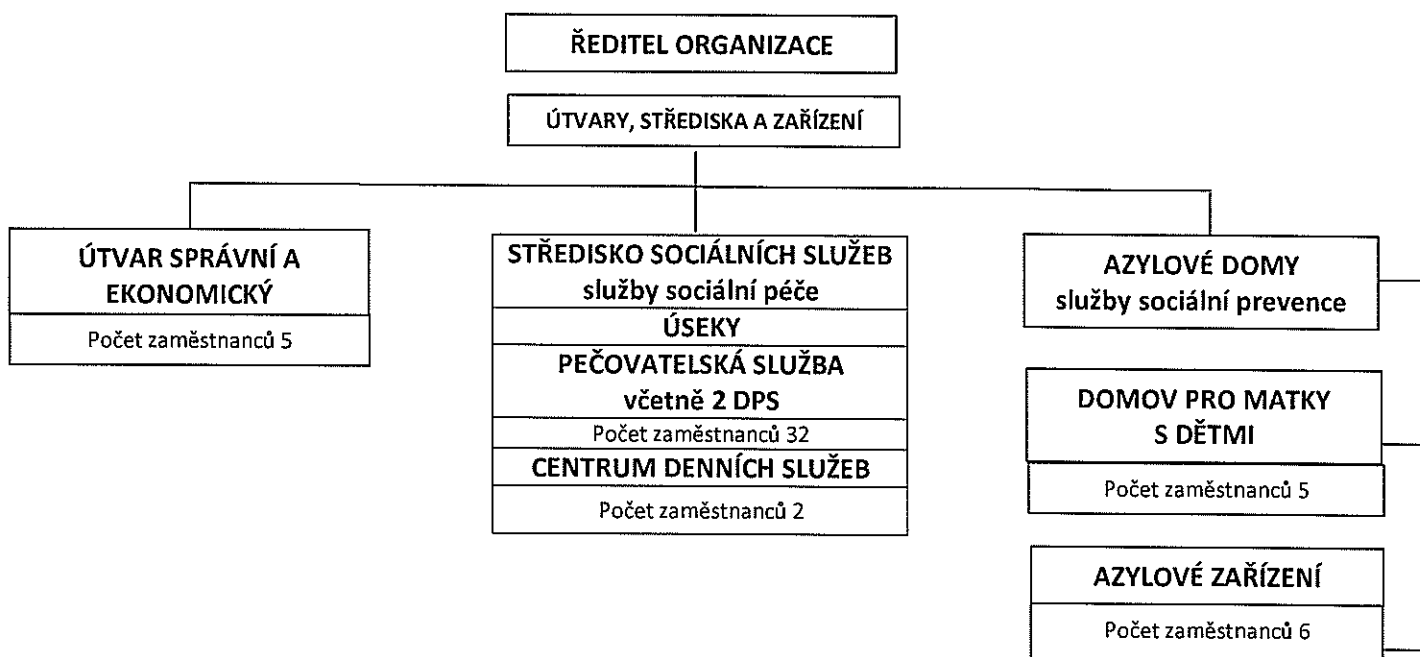 ŘEDITEL ORGANIZACE
ÚTVARY, STŘEDISKA A ZAŘÍZENÍ
ÚTVAR SPRÁVNÍ A
EKONOMICKÝ
Počet zaměstnanců 5
STŘEDISKO SOCIÁLNÍCH SLUŽEB
služby sociální péče
ÚSEKY
PEČOVATELSKÁ SLUŽBA
včetně 2 DPS
Počet zaměstnanců 32
CENTRUM DENNÍCH SLUŽEB
Počet zaměstnanců 2
AZYLOVÉ DOMY
služby sociální prevence
DOMOV PRO MATKY
S DĚTMI
Počet zaměstnanců 5
AZYLOVÉ ZAŘÍZENÍ
Počet zaměstnanců 6